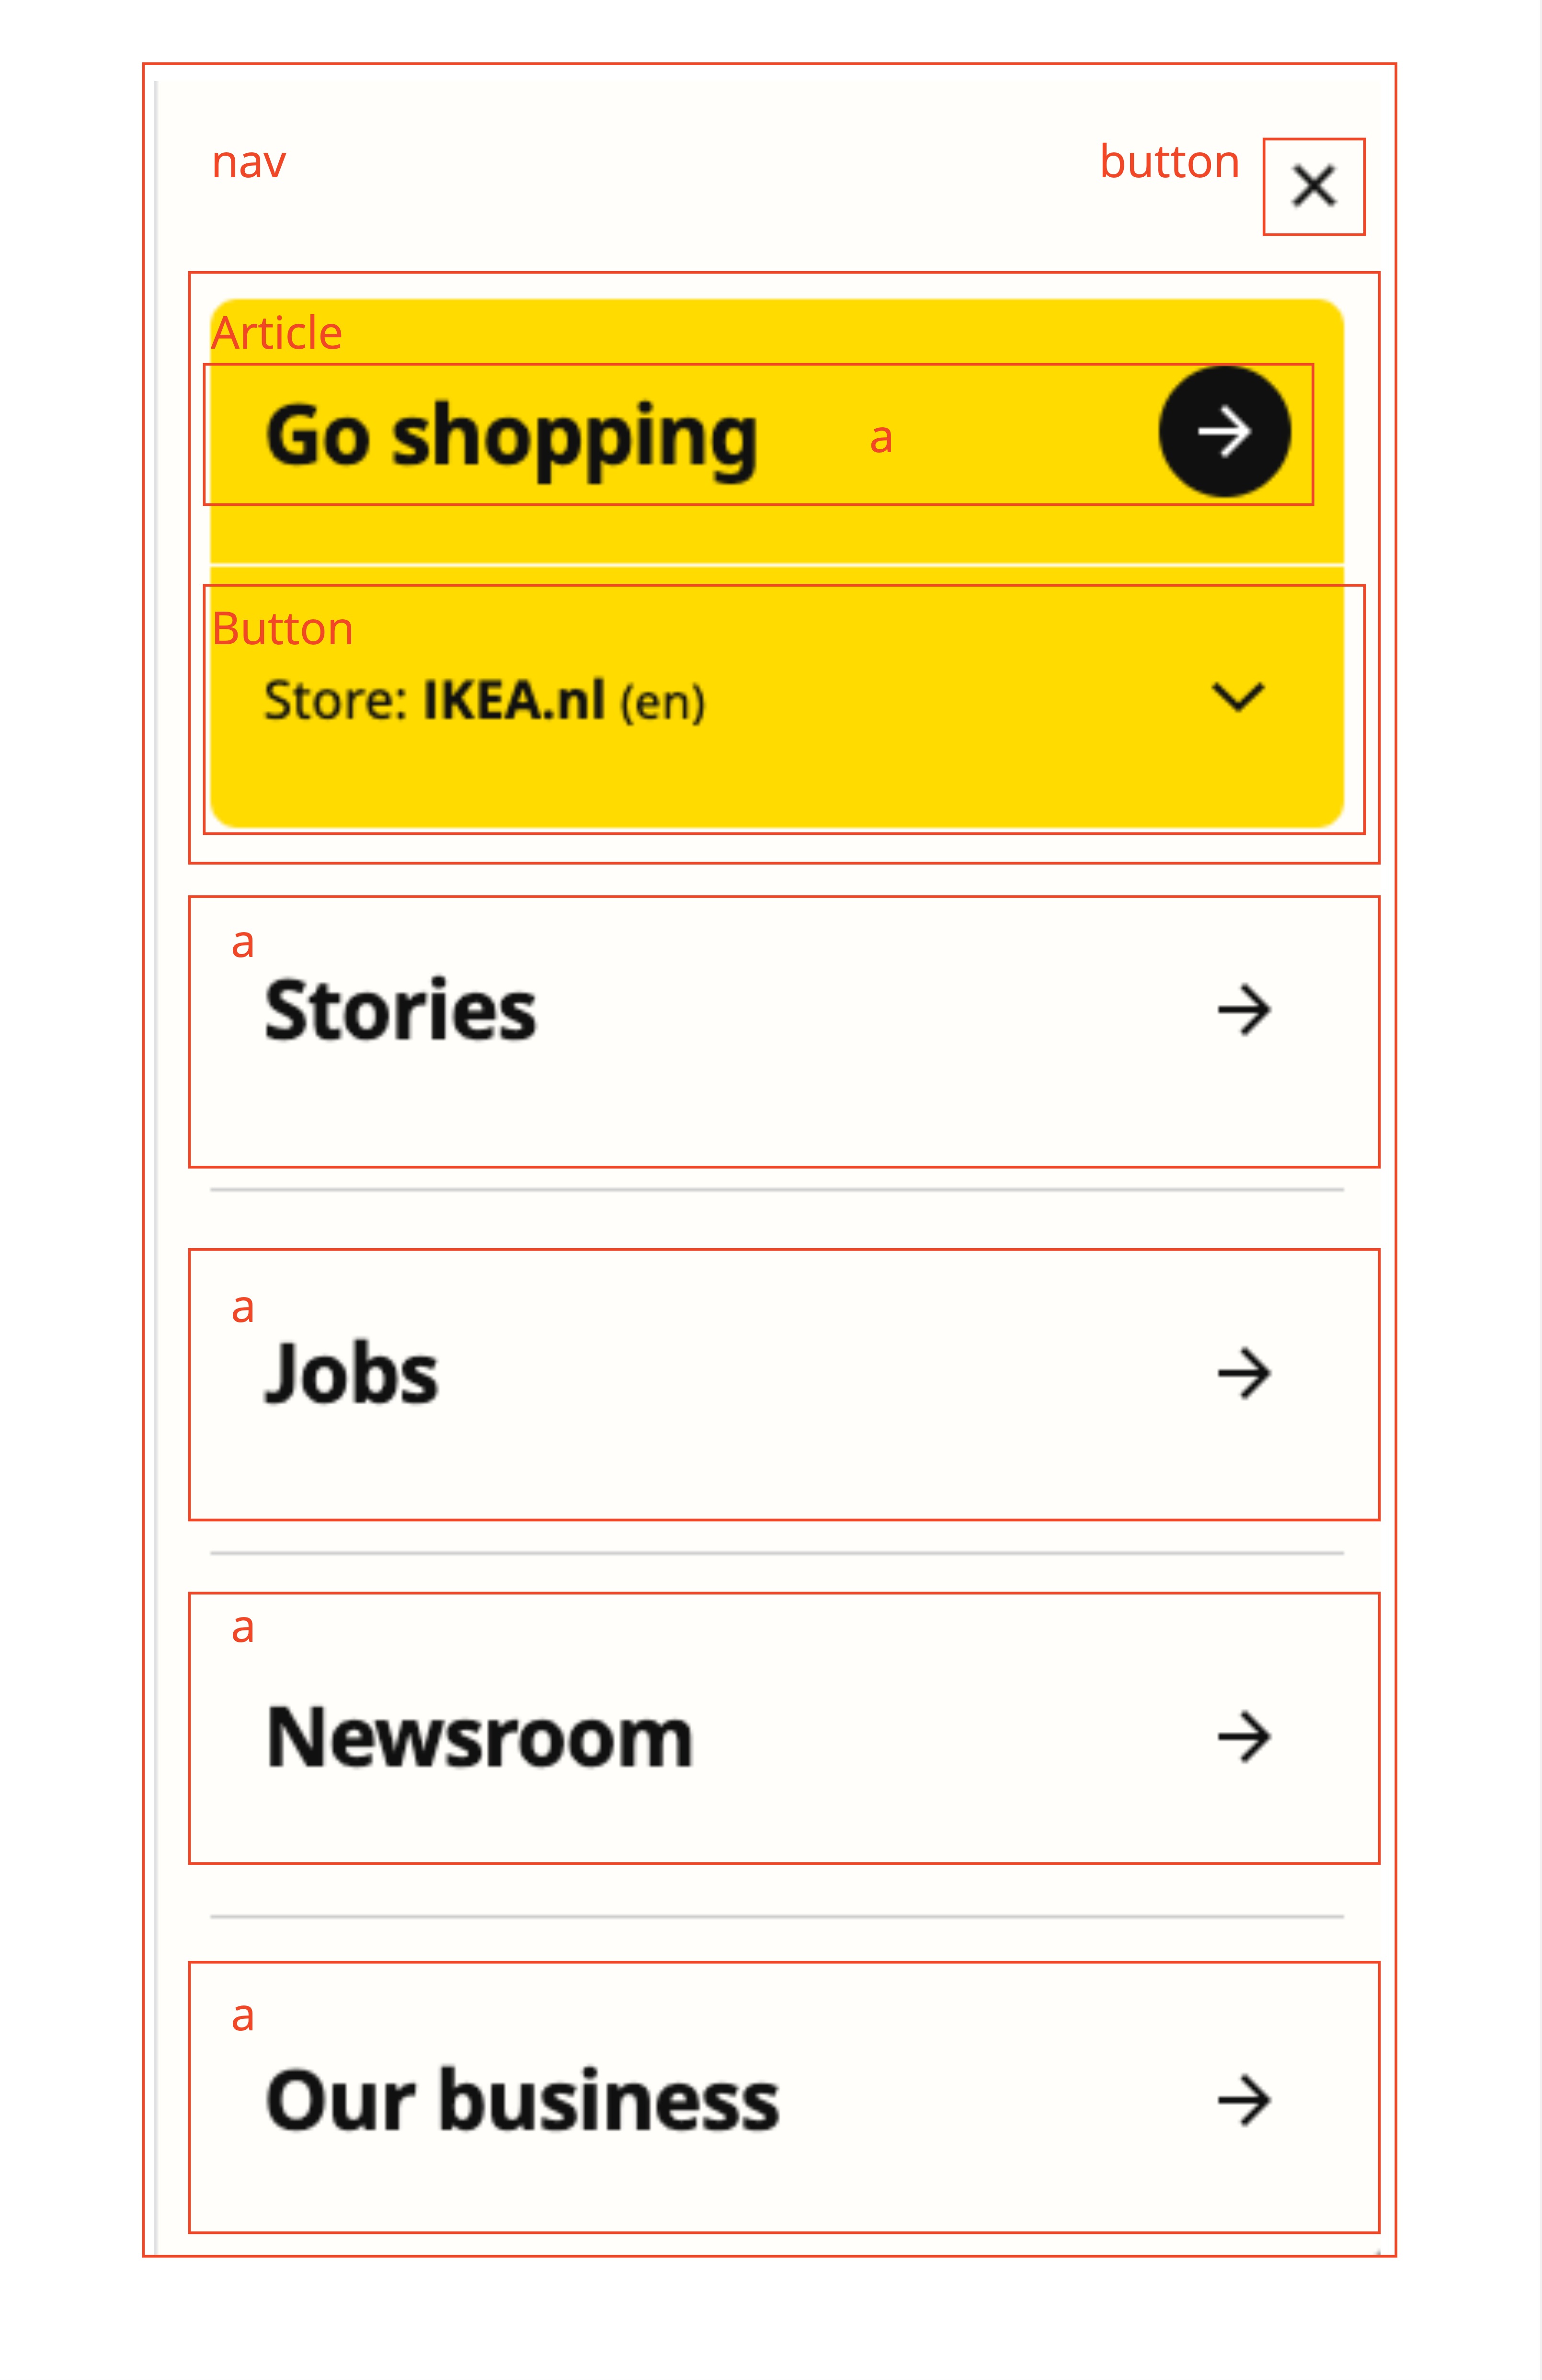 nav
button
Article
Go shopping
a
Button
Store: IKEA.nl (en)
a
Stories
a
Jobs
a
Newsroom
a
Our business